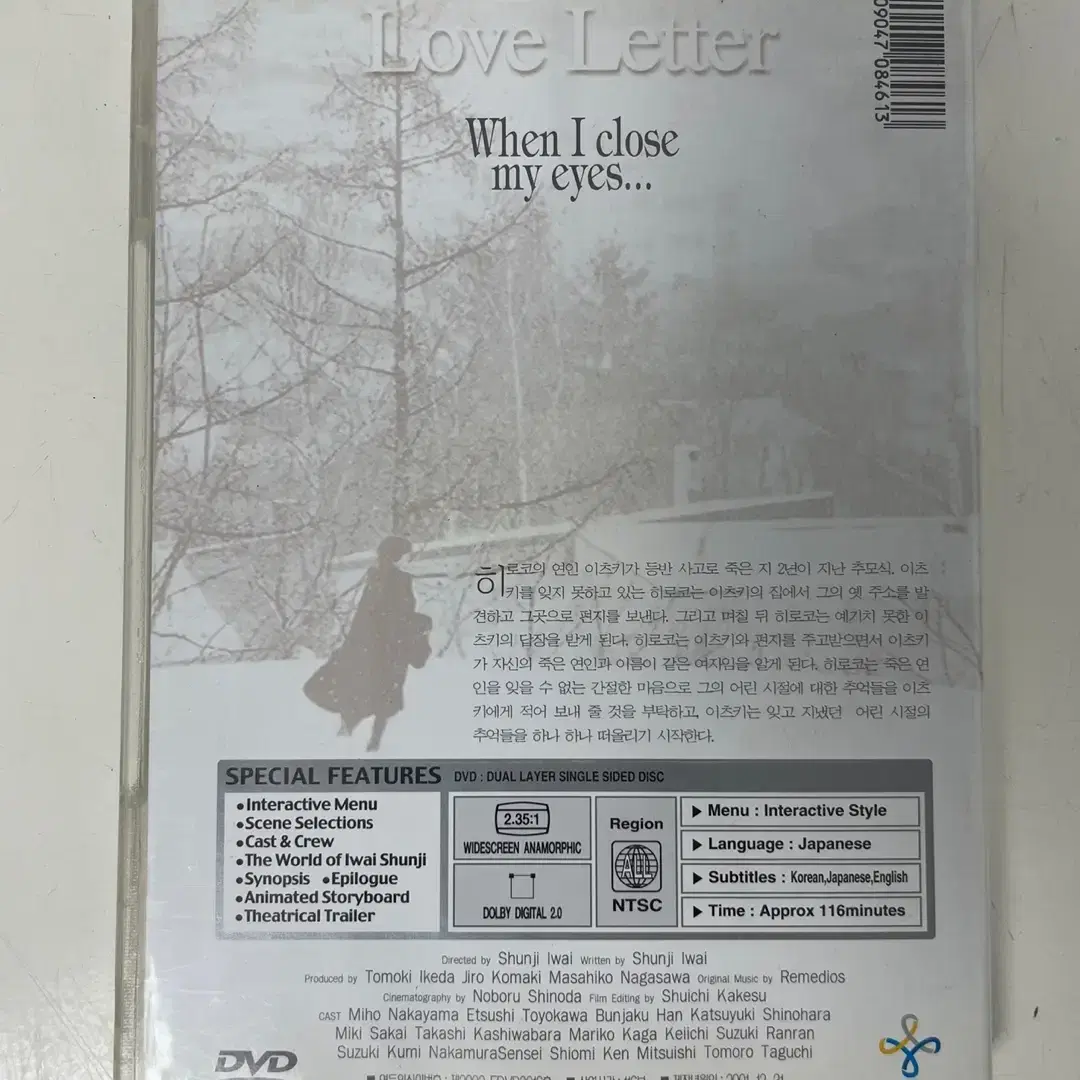 Love Letter
09047 084613
When I close
my eyes...
히로코의 연인 이츠키가 등반 사고로 죽은 지 2년이 지난 추모식. 이츠
키를 잊지 못하고 있는 히로코는 이츠키의 집에서 그의 옛 주소를 발
견하고 그곳으로 편지를 보낸다. 그리고 며칠 뒤 히로코는 예기치 못한 이
츠키의 답장을 받게 된다. 히로코는 이츠키와 편지를 주고받으면서 이츠키
가 자신의 죽은 연인과 이름이 같은 여자임을 알게 된다. 히로코는 죽은 연
인을 잊을 수 없는 간절한 마음으로 그의 어린 시절에 대한 추억들을 이츠
키에게 적어 보내 줄 것을 부탁하고, 이츠키는 잊고 지냈던 어린 시절의
추억들을 하나 하나 떠올리기 시작한다.
SPECIAL FEATURES DVD : DUAL LAYER SINGLE SIDED DISC
•Interactive Menu
•Scene Selections
•Cast & Crew
•The World of Iwai Shunji
•Synopsis •Epilogue
•Animated Storyboard
•Theatrical Trailer
2.35:1
WIDESCREEN ANAMORPHIC
DOLBY DIGITAL 2.0
Region
ALL
NTSC
▶ Menu : Interactive Style
▶ Language : Japanese
▶ Subtitles : Korean,Japanese,English
▶ Time : Approx 116minutes
Directed by Shunji Iwai Written by Shunji Iwai
Produced by Tomoki Ikeda Jiro Komaki Masahiko Nagasawa Original Music by Remedios
Cinematography by Noboru Shinoda Film Editing by Shuichi Kakesu
CAST Miho Nakayama Etsushi Toyokawa Bunjaku Han Katsuyuki Shinohara
Miki Sakai Takashi Kashiwabara Mariko Kaga Keiichi Suzuki Ranran
Suzuki Kumi NakamuraSensei Shiomi Ken Mitsuishi Tomoro Taguchi
DVD